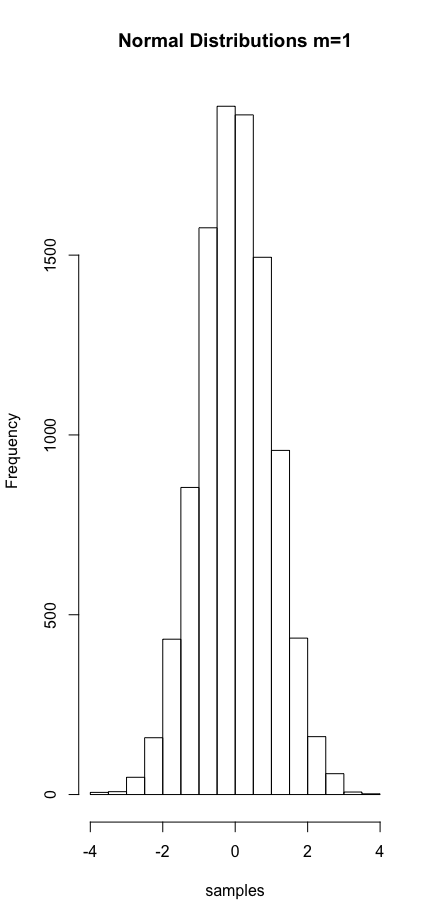 Normal Distributions m=1
Frequency
1500
1000
500
0
-4 -2 0 2 4
samples